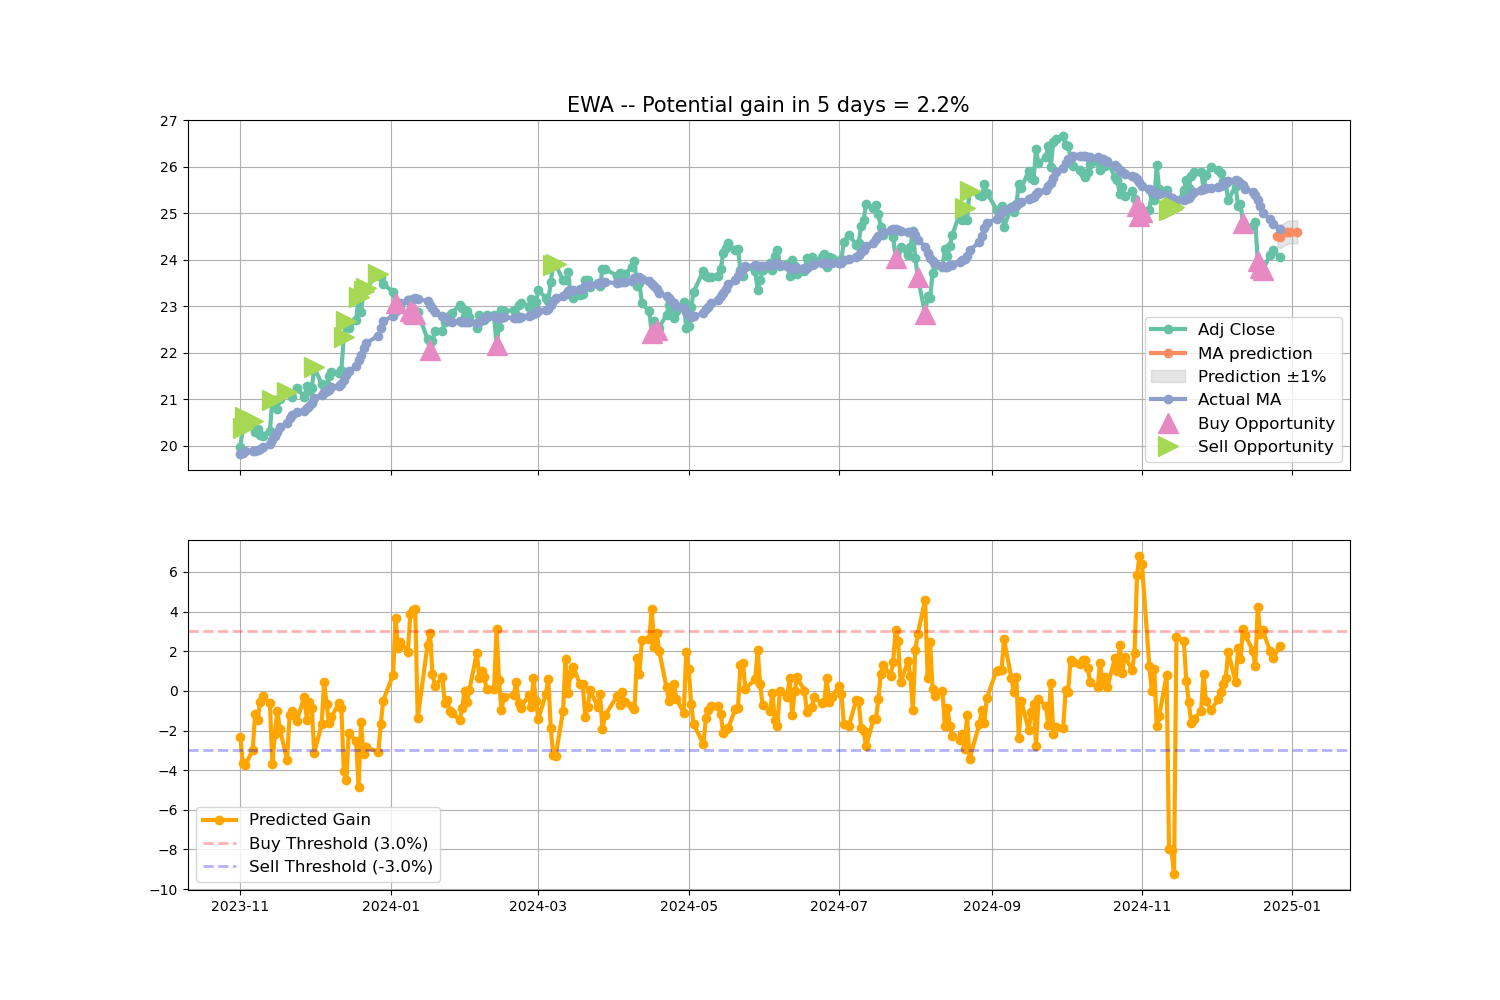 EWA -- Potential gain in 5 days = 2.2%
27
26
25
24
23
22
21
20
Adj Close
MA prediction
Prediction ±1%
Actual MA
Buy Opportunity
Sell Opportunity
6
4
2
0
−2
−4
−6
−8
−10
Predicted Gain
Buy Threshold (3.0%)
Sell Threshold (-3.0%)
2023-11 2024-01 2024-03 2024-05 2024-07 2024-09 2024-11 2025-01